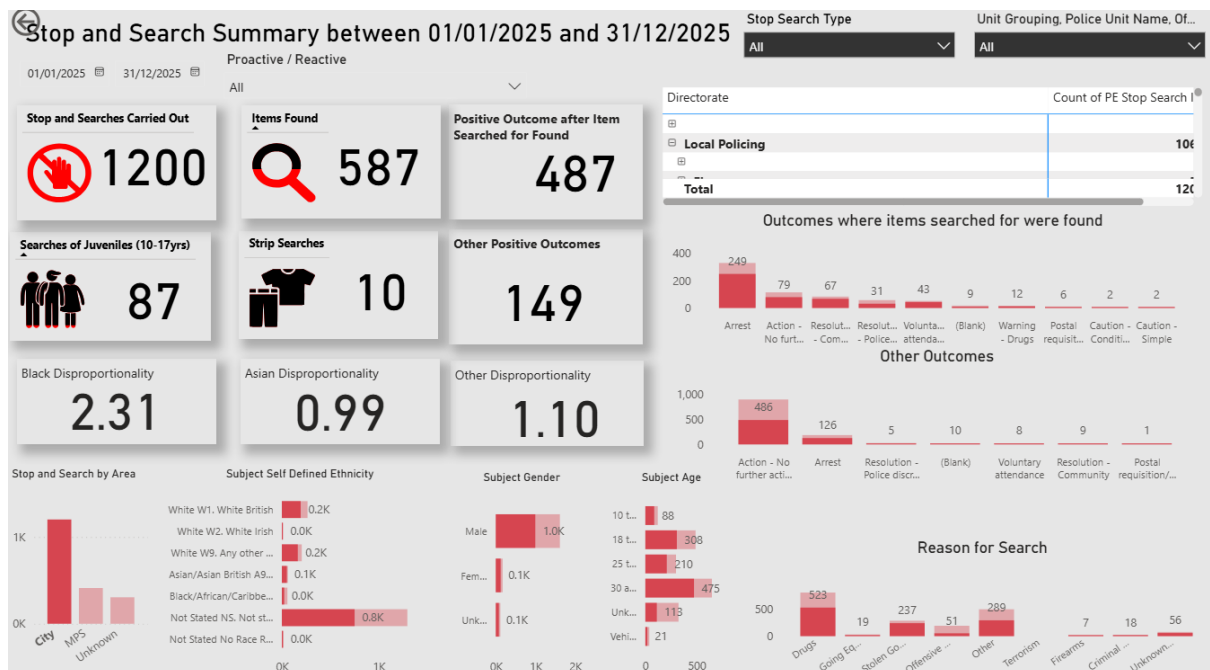 Stop and Search Summary between 01/01/2025 and 31/12/2025
Stop Search Type
All
Unit Grouping, Police Unit Name, Of...
All
01/01/2025
31/12/2025
Proactive / Reactive
All
Stop and Searches Carried Out
1200
Items Found
587
Positive Outcome after Item
Searched for Found
487
Directorate
Count of PE Stop Search I
Local Policing
106
Total
120
Searches of Juveniles (10-17yrs)
87
Strip Searches
10
Other Positive Outcomes
149
Black Disproportionality
2.31
Asian Disproportionality
0.99
Other Disproportionality
1.10
Outcomes where items searched for were found
400
200
0
249
79
67
31
43
9
12
6
2
2
Arrest
Action -
No furt...
Resolut...
- Com...
Resolut...
- Police...
Volunta...
attenda...
(Blank)
Warning
- Drugs
Postal
requisit...
Caution -
Conditi...
Caution -
Simple
Other Outcomes
1,000
500
0
486
126
5
10
8
9
1
Action - No
further acti...
Arrest
Resolution -
Police discr...
(Blank)
Voluntary
attendance
Resolution -
Community
Postal
requisition/...
Stop and Search by Area
1K
0K
City
MPS
Unknown
Subject Self Defined Ethnicity
White W1. White British
0.2K
White W2. White Irish
0.0K
White W9. Any other ...
0.2K
Asian/Asian British A9...
0.1K
Black/African/Caribbe...
0.0K
Not Stated NS. Not st...
0.8K
Not Stated No Race R...
0.0K
0K
1K
Subject Gender
Male
1.0K
Fem...
0.1K
Unk...
0.1K
0K
1K
2K
Subject Age
10 t...
88
18 t...
308
25 t...
210
30 a...
475
Unk...
113
Vehi...
21
0
500
Reason for Search
500
0
523
19
237
51
289
7
18
56
Drugs
Going Eq...
Stolen Go...
Offensive ...
Other
Terrorism
Firearms
Criminal ...
Unknown...